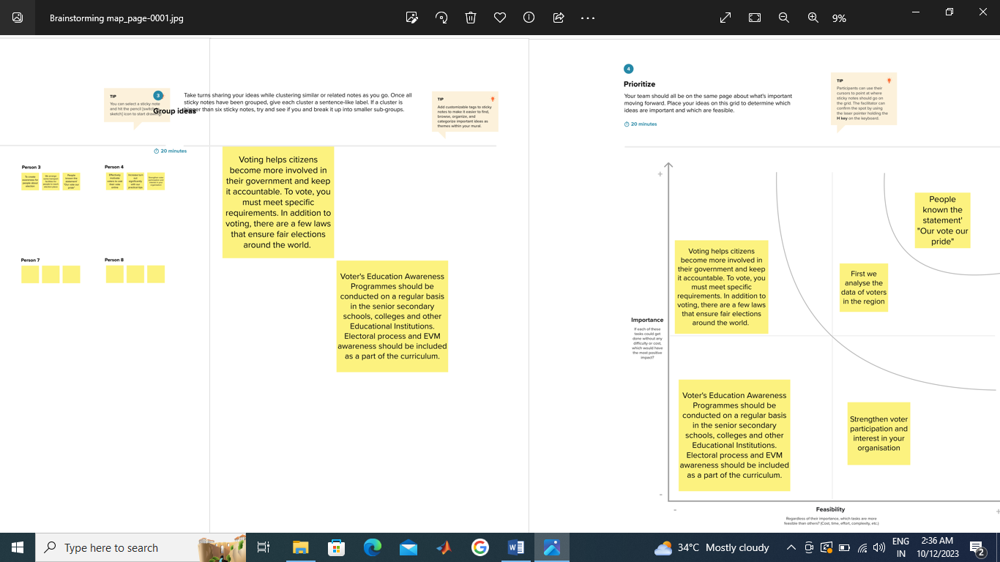 Brainstorming map_page-0001.jpg
9%
TIP
You can select a sticky note
and hit the pencil [switch
sketch] icon to start drawing
3
Group ideas
Take turns sharing your ideas while clustering similar or related notes as you go. Once all
sticky notes have been grouped, give each cluster a sentence-like label. If a cluster is
bigger than six sticky notes, try and see if you and break it up into smaller sub-groups.
20 minutes
TIP
Add customizable tags to sticky
notes to make it easier to find,
browse, organize, and
categorize important ideas as
themes within your mural.
Person 3
To create
awareness for
people about
election
People
known the
statement'
"Our vote our
pride"
Person 4
Effectively
motivate
voters to cast
their vote
online
Increase turn out
significantly
with our
practical tips
Strengthen voter
participation and
interest in your
organisation
Person 7
Person 8
Voting helps citizens
become more involved in
their government and keep
it accountable. To vote, you
must meet specific
requirements. In addition to
voting, there are a few laws
that ensure fair elections
around the world.
Voter's Education Awareness
Programmes should be
conducted on a regular basis
in the senior secondary
schools, colleges and other
Educational Institutions.
Electoral process and EVM
awareness should be included
as a part of the curriculum.
4
Prioritize
Your team should all be on the same page about what's important
moving forward. Place your ideas on this grid to determine which
ideas are important and which are feasible.
20 minutes
TIP
Participants can use their
cursors to point at where
sticky notes should go on
the grid. The facilitator can
confirm the spot by using
the laser pointer holding the
H key on the keyboard.
+
People
known the
statement'
"Our vote our
pride"
Voting helps citizens
become more involved in
their government and keep
it accountable. To vote, you
must meet specific
requirements. In addition to
voting, there are a few laws
that ensure fair elections
around the world.
First we
analyse the
data of voters
in the region
Importance
If each of these
tasks could get
done without any
difficulty or cost,
which would have
the most positive
impact?
Voter's Education Awareness
Programmes should be
conducted on a regular basis
in the senior secondary
schools, colleges and other
Educational Institutions.
Electoral process and EVM
awareness should be included
as a part of the curriculum.
Strengthen voter
participation and
interest in your
organisation
-
-
Feasibility
+
Regardless of their importance, which tasks are more
feasible than others? (Cost, time, effort, complexity, etc.)
Type here to search
34°C Mostly cloudy
ENG
IN
2:36 AM
10/12/2023
2